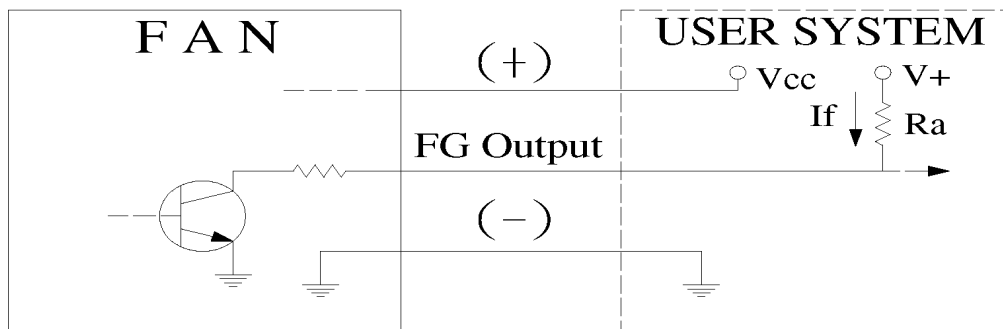 F A N
USER SYSTEM
(+)
Vcc
V+
If
Ra
FG Output
(-)